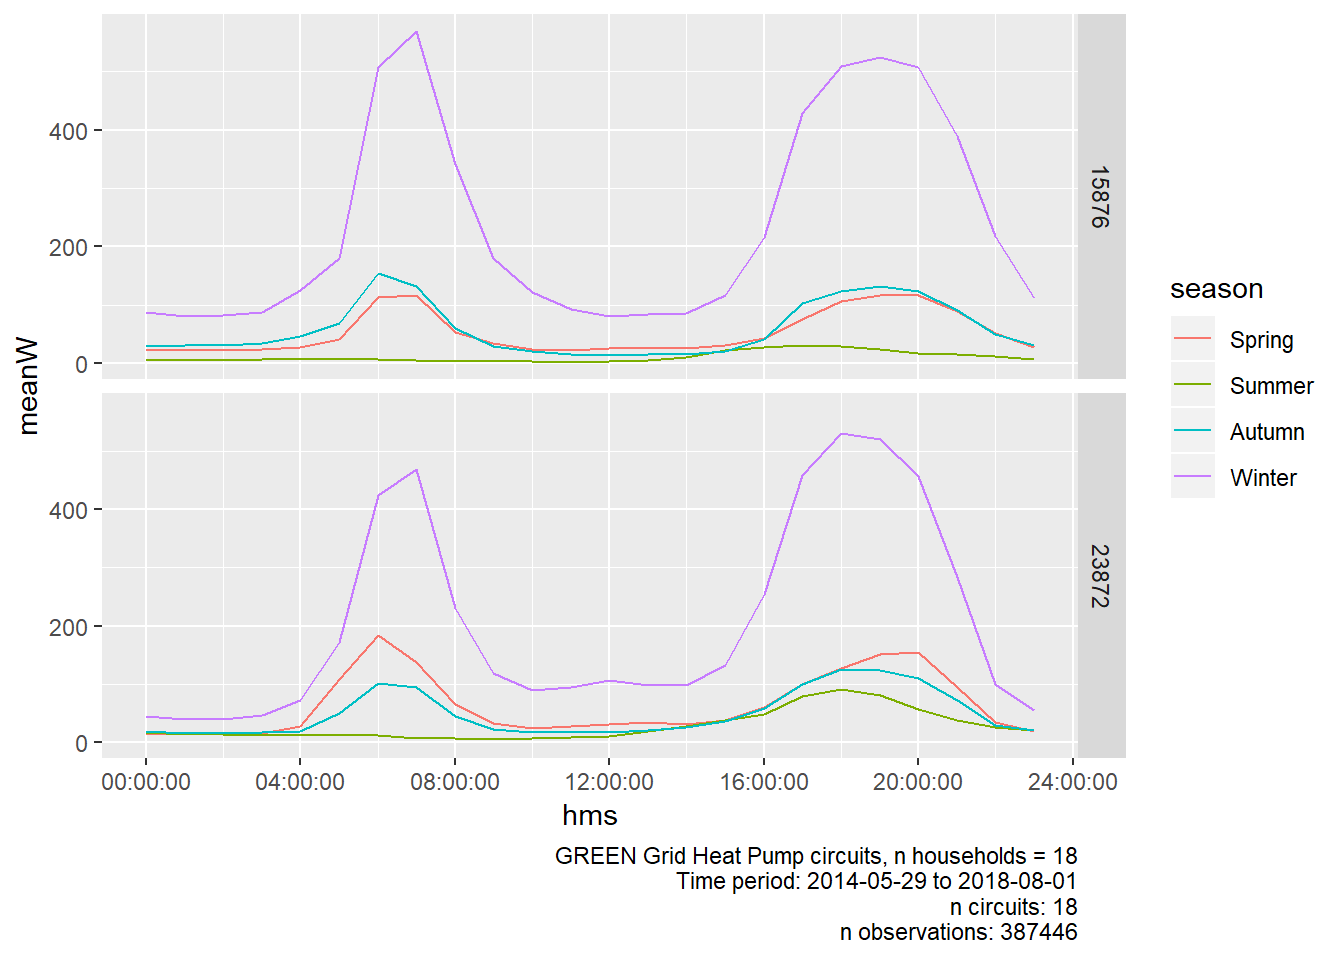 400
200
0
15876
meanW
400
200
0
23872
00:00:00 04:00:00 08:00:00 12:00:00 16:00:00 20:00:00 24:00:00
hms
season
Spring
Summer
Autumn
Winter
GREEN Grid Heat Pump circuits, n households = 18
Time period: 2014-05-29 to 2018-08-01
n circuits: 18
n observations: 387446